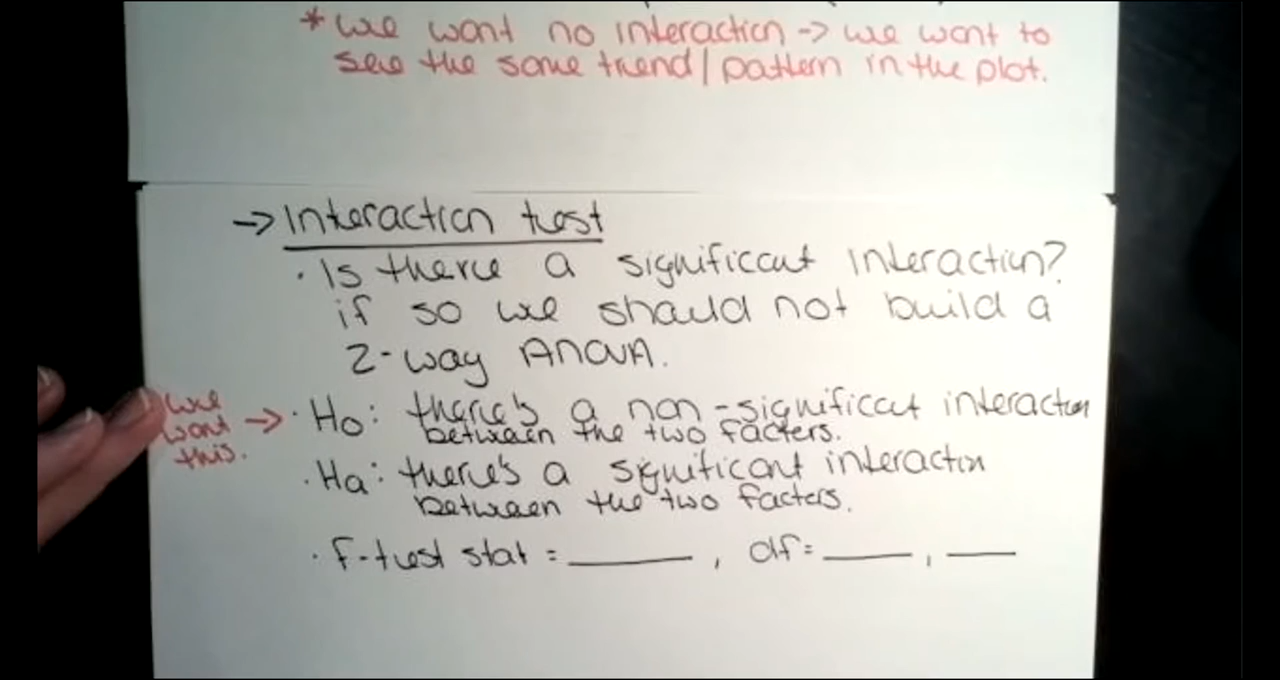 * we want no interaction -> we want to
see the same trend / pattern in the plot.
-> Interaction test
· Is there a significant interaction?
if so we should not build a
2-way ANOVA.
we want this. -> · Ho: there's a non-significant interaction
between the two factors.
· Ha: there's a significant interaction
between the two factors.
· F-test stat = ______, df = ____, ____